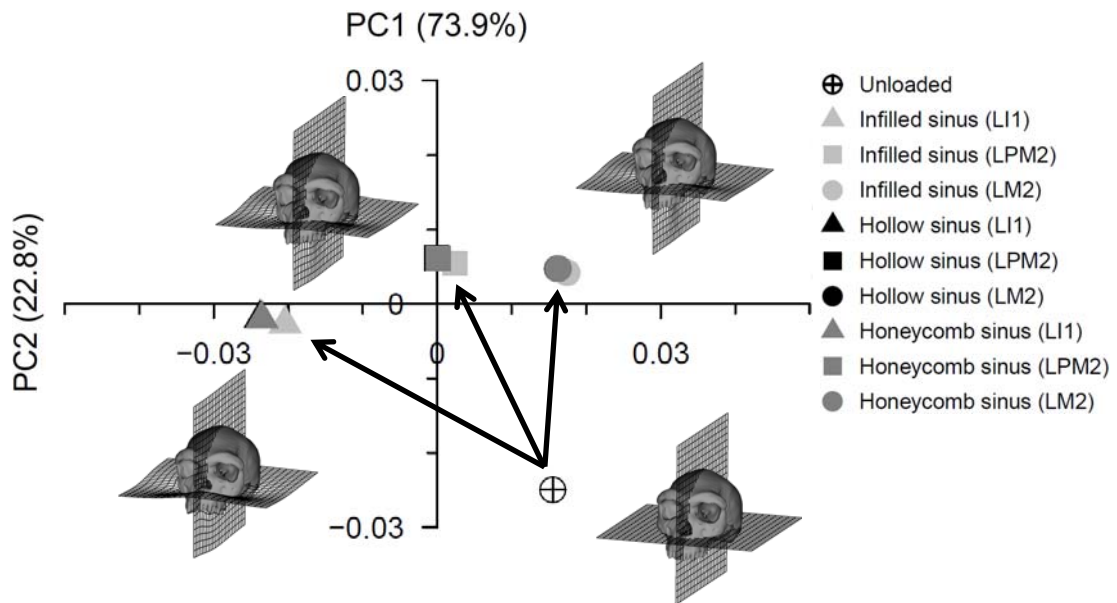 PC1 (73.9%)
0.03
0
−0.03
0
0.03
−0.03
PC2 (22.8%)
Unloaded
Infilled sinus (LI1)
Infilled sinus (LPM2)
Infilled sinus (LM2)
Hollow sinus (LI1)
Hollow sinus (LPM2)
Hollow sinus (LM2)
Honeycomb sinus (LI1)
Honeycomb sinus (LPM2)
Honeycomb sinus (LM2)